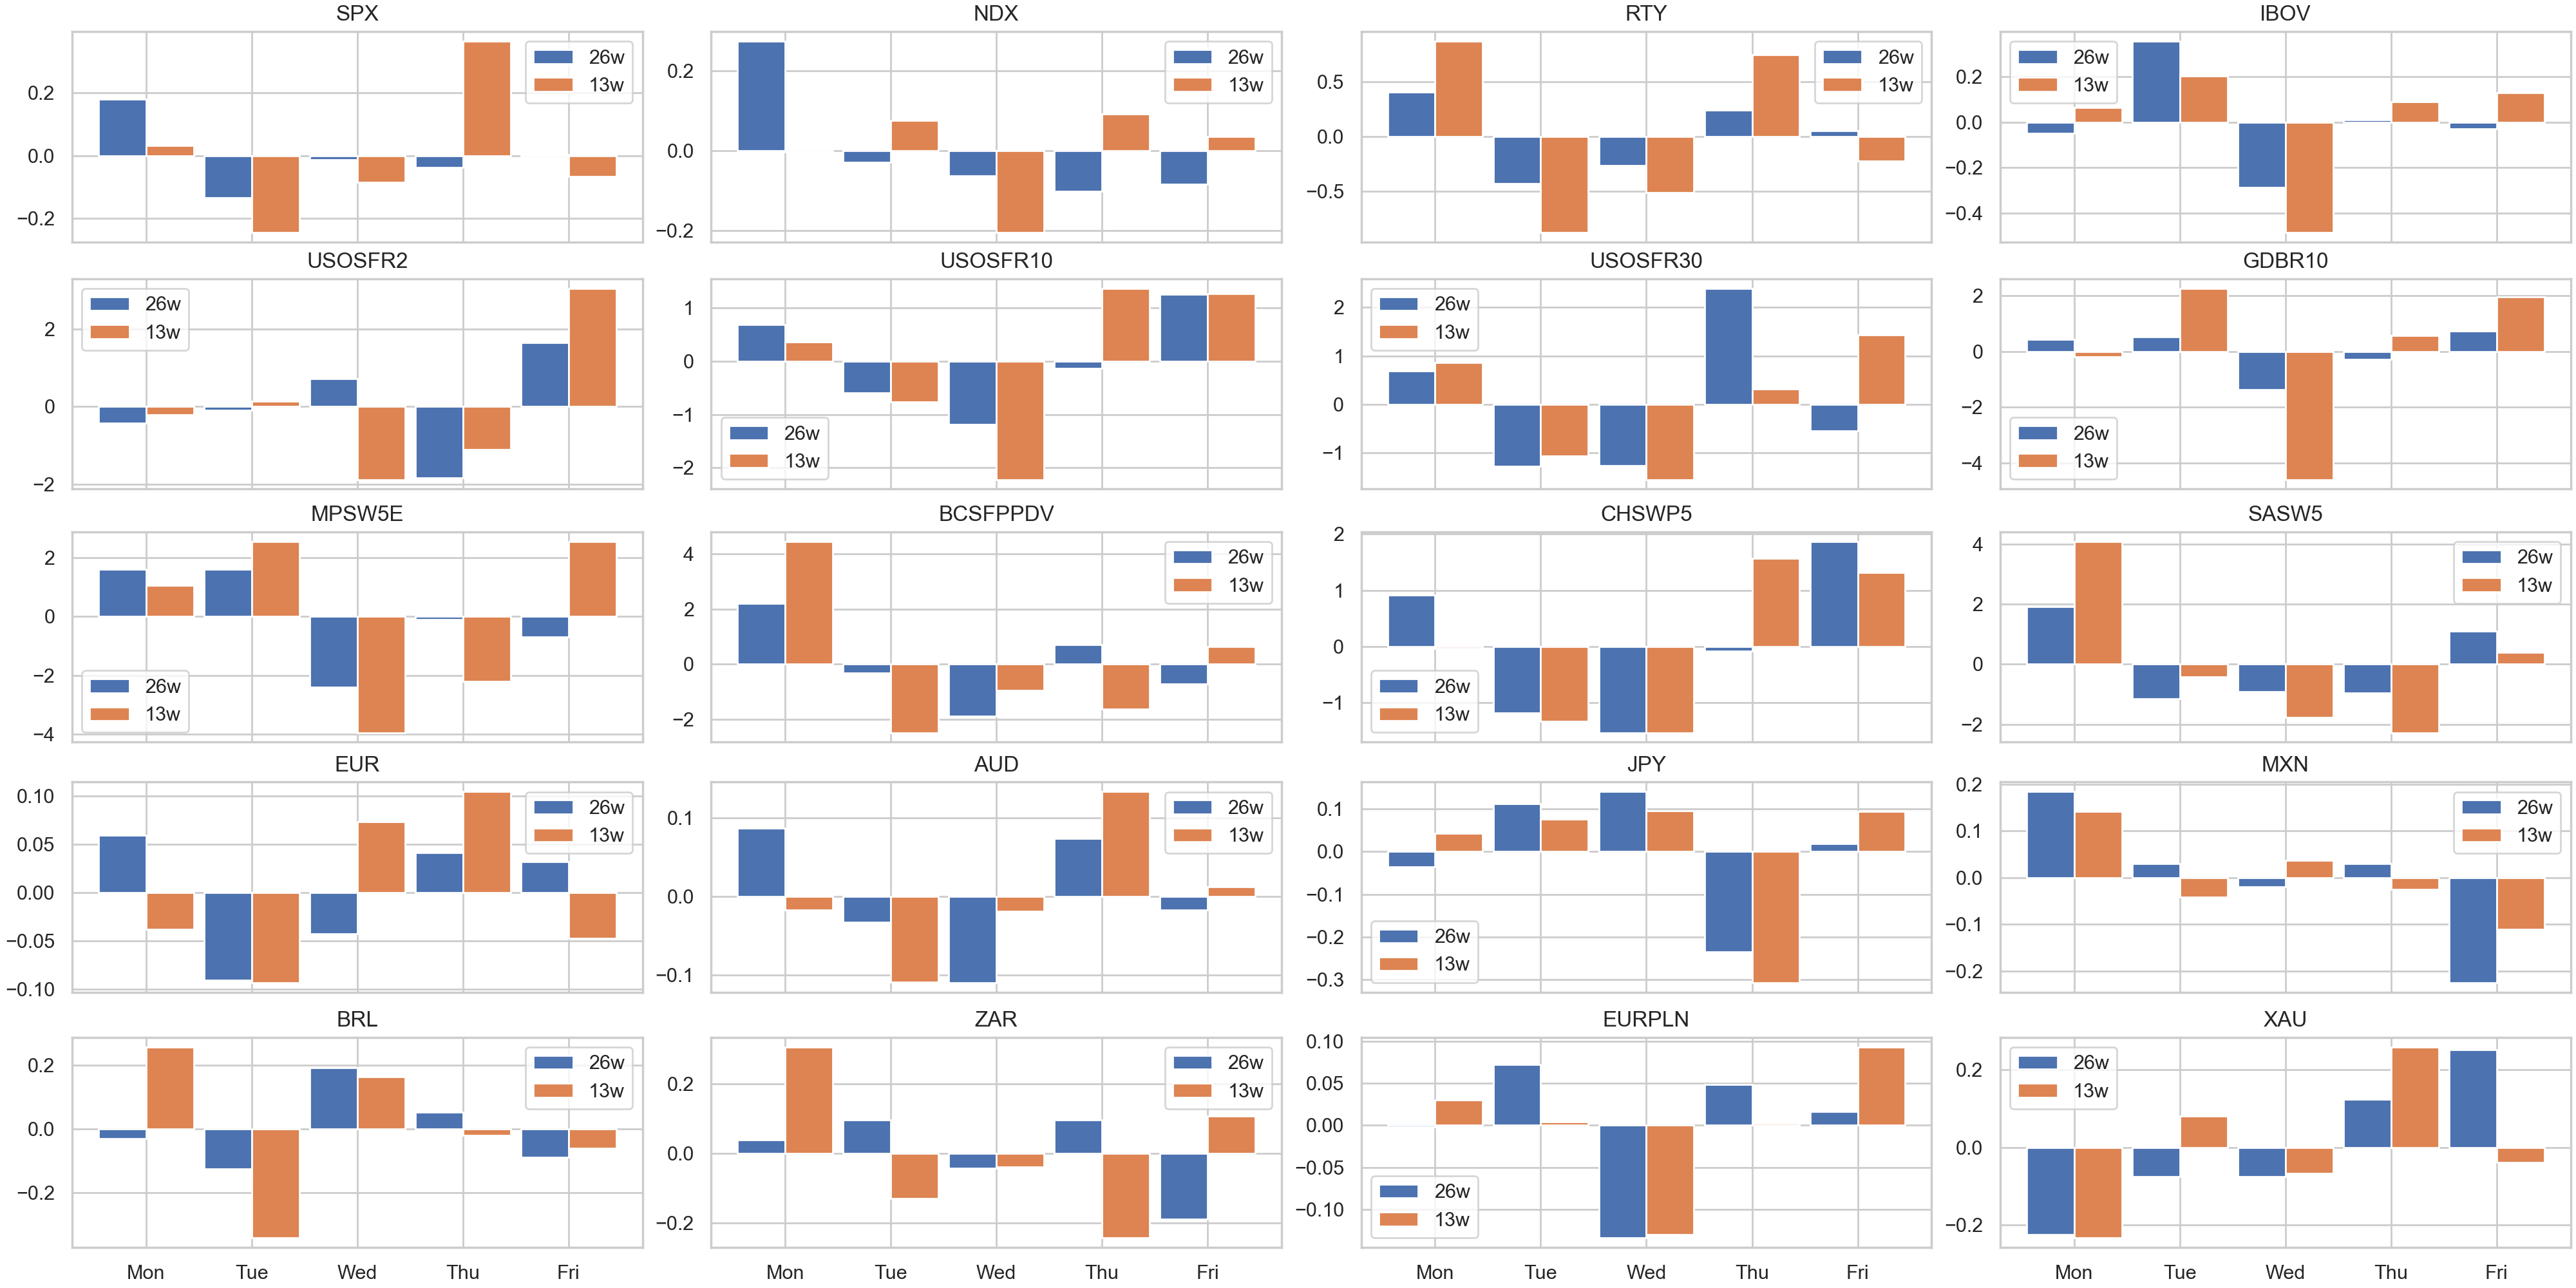 SPX NDX RTY IBOV
0.2 0.0 −0.2 26w 13w
0.2 0.0 −0.2 26w 13w
0.5 0.0 −0.5 26w 13w
0.2 0.0 −0.2 −0.4 26w 13w
USOSFR2 USOSFR10 USOSFR30 GDBR10
2 0 −2 26w 13w
1 0 −1 −2 26w 13w
2 1 0 −1 26w 13w
2 0 −2 −4 26w 13w
MPSW5E BCSFPPDV CHSWP5 SASW5
2 0 −2 −4 26w 13w
4 2 0 −2 26w 13w
2 1 0 −1 26w 13w
4 2 0 −2 26w 13w
EUR AUD JPY MXN
0.10 0.05 0.00 −0.05 −0.10 26w 13w
0.1 0.0 −0.1 26w 13w
0.1 0.0 −0.1 −0.2 −0.3 26w 13w
0.2 0.1 0.0 −0.1 −0.2 26w 13w
BRL ZAR EURPLN XAU
0.2 0.0 −0.2 26w 13w
0.2 0.0 −0.2 26w 13w
0.10 0.05 0.00 −0.05 −0.10 26w 13w
0.2 0.0 −0.2 26w 13w
Mon Tue Wed Thu Fri
Mon Tue Wed Thu Fri
Mon Tue Wed Thu Fri
Mon Tue Wed Thu Fri